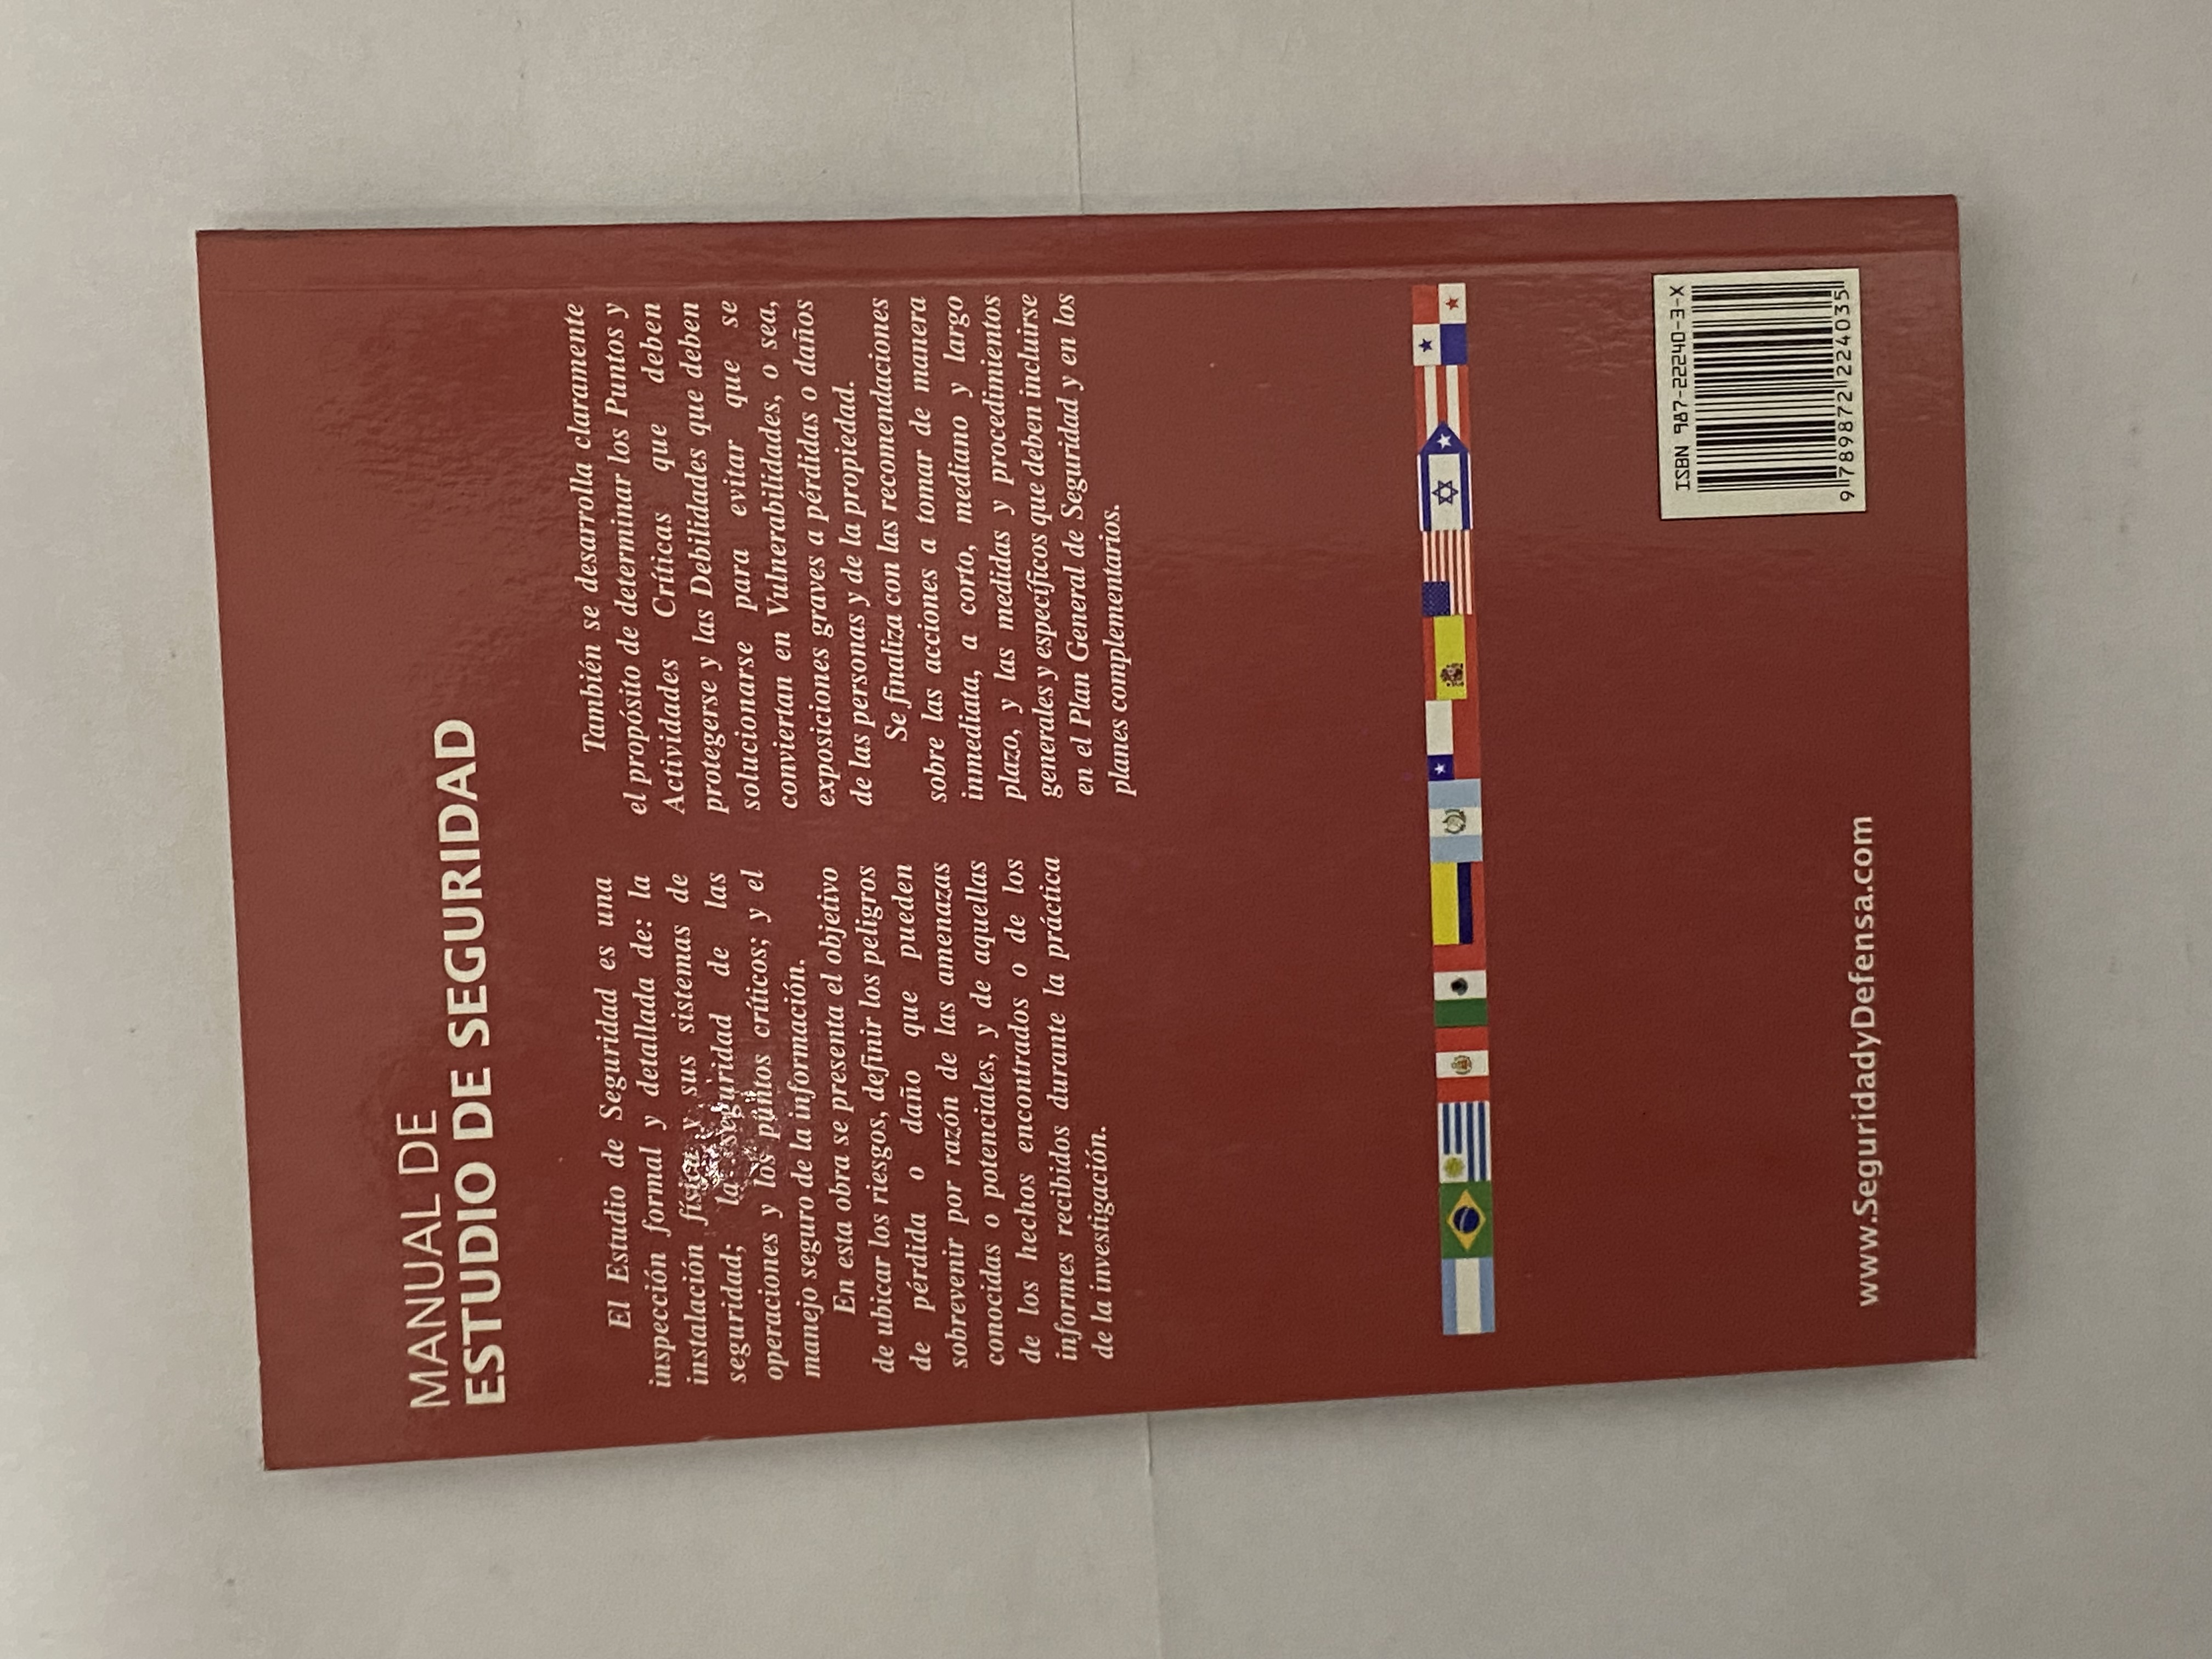 MANUAL DE
ESTUDIO DE SEGURIDAD
El Estudio de Seguridad es una
inspección formal y detallada de: la
instalación física y sus sistemas de
seguridad; la seguridad de las
operaciones y los puntos críticos; y el
manejo seguro de la información.
En esta obra se presenta el objetivo
de ubicar los riesgos, definir los peligros
de pérdida o daño que pueden
sobrevenir por razón de las amenazas
conocidas o potenciales, y de aquellas
de los hechos encontrados o de los
informes recibidos durante la práctica
de la investigación.
También se desarrolla claramente
el propósito de determinar los Puntos y
Actividades Críticas que deben
protegerse y las Debilidades que deben
solucionarse para evitar que se
conviertan en Vulnerabilidades, o sea,
exposiciones graves a pérdidas o daños
de las personas y de la propiedad.
Se finaliza con las recomendaciones
sobre las acciones a tomar de manera
inmediata, a corto, mediano y largo
plazo, y las medidas y procedimientos
generales y específicos que deben incluirse
en el Plan General de Seguridad y en los
planes complementarios.
ISBN 987-22240-3-X
9 789872 224035
www.SeguridadyDefensa.com